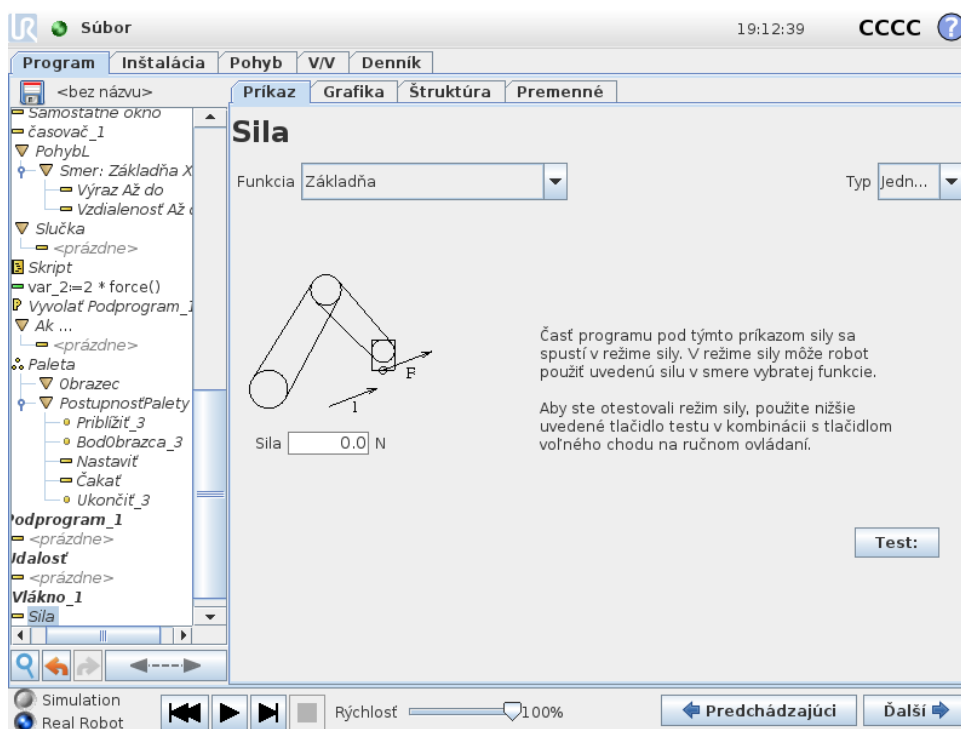 UR Súbor 19:12:39 CCCC ?
Program Inštalácia Pohyb V/V Denník
<bez názvu> Príkaz Grafika Štruktúra Premenné
Samostatné okno
časovač_1
PohybL
Smer: Základňa X
Výraz Až do
Vzdialenosť Až
Slučka
<prázdne>
Skript
var_2:=2 * force()
Vyvolať Podprogram_1
Ak ...
<prázdne>
Paleta
Obrazec
PostupnosťPalety
Priblížiť_3
BodObrazca_3
Nastaviť
Čakať
Ukončiť_3
Podprogram_1
<prázdne>
Udalosť
<prázdne>
Vlákno_1
Sila
Sila
Funkcia Základňa Typ Jedn...
F
1
Sila 0.0 N
Časť programu pod týmto príkazom sily sa
spustí v režime sily. V režime sily môže robot
použiť uvedenú silu v smere vybratej funkcie.
Aby ste otestovali režim sily, použite nižšie
uvedené tlačidlo testu v kombinácii s tlačidlom
voľného chodu na ručnom ovládaní.
Test:
Simulation
Real Robot
Rýchlosť 100%
Predchádzajúci Ďalší